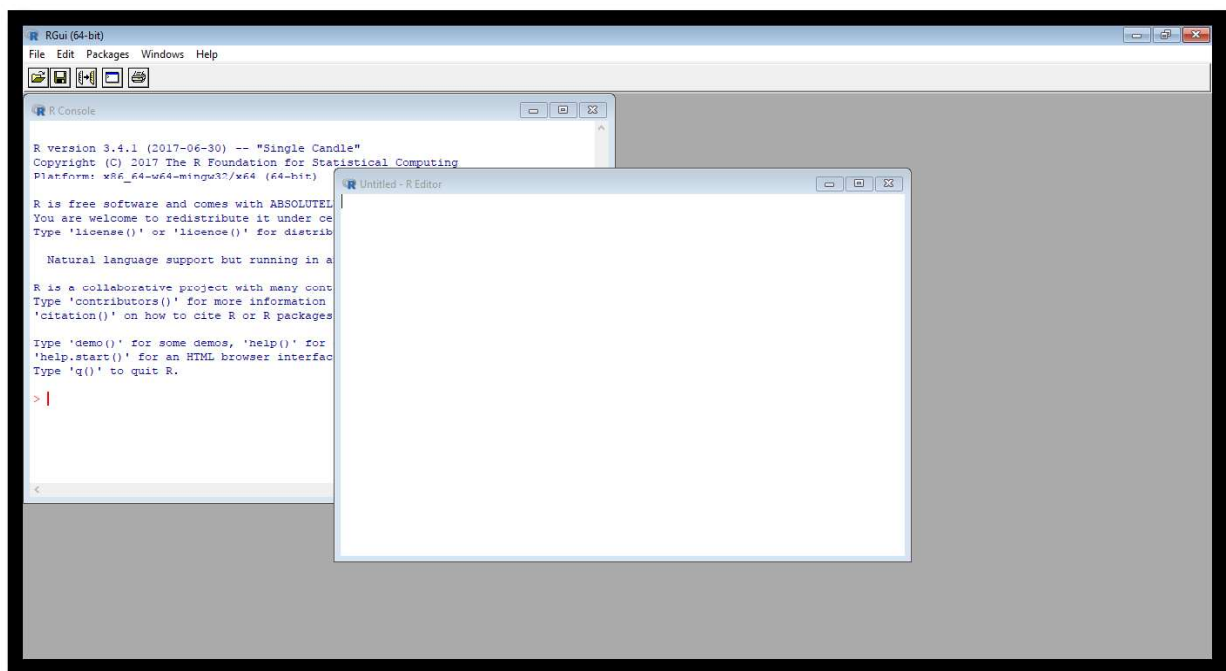 RGui (64-bit)
File Edit Packages Windows Help
R Console
R version 3.4.1 (2017-06-30) -- "Single Candle"
Copyright (C) 2017 The R Foundation for Statistical Computing
Platform: x86_64-w64-mingw32/x64 (64-bit)
R is free software and comes with ABSOLUTEL
You are welcome to redistribute it under ce
Type 'license()' or 'licence()' for distrib
Natural language support but running in a
R is a collaborative project with many cont
Type 'contributors()' for more information
'citation()' on how to cite R or R packages
Type 'demo()' for some demos, 'help()' for
'help.start()' for an HTML browser interfac
Type 'q()' to quit R.
>
Untitled - R Editor